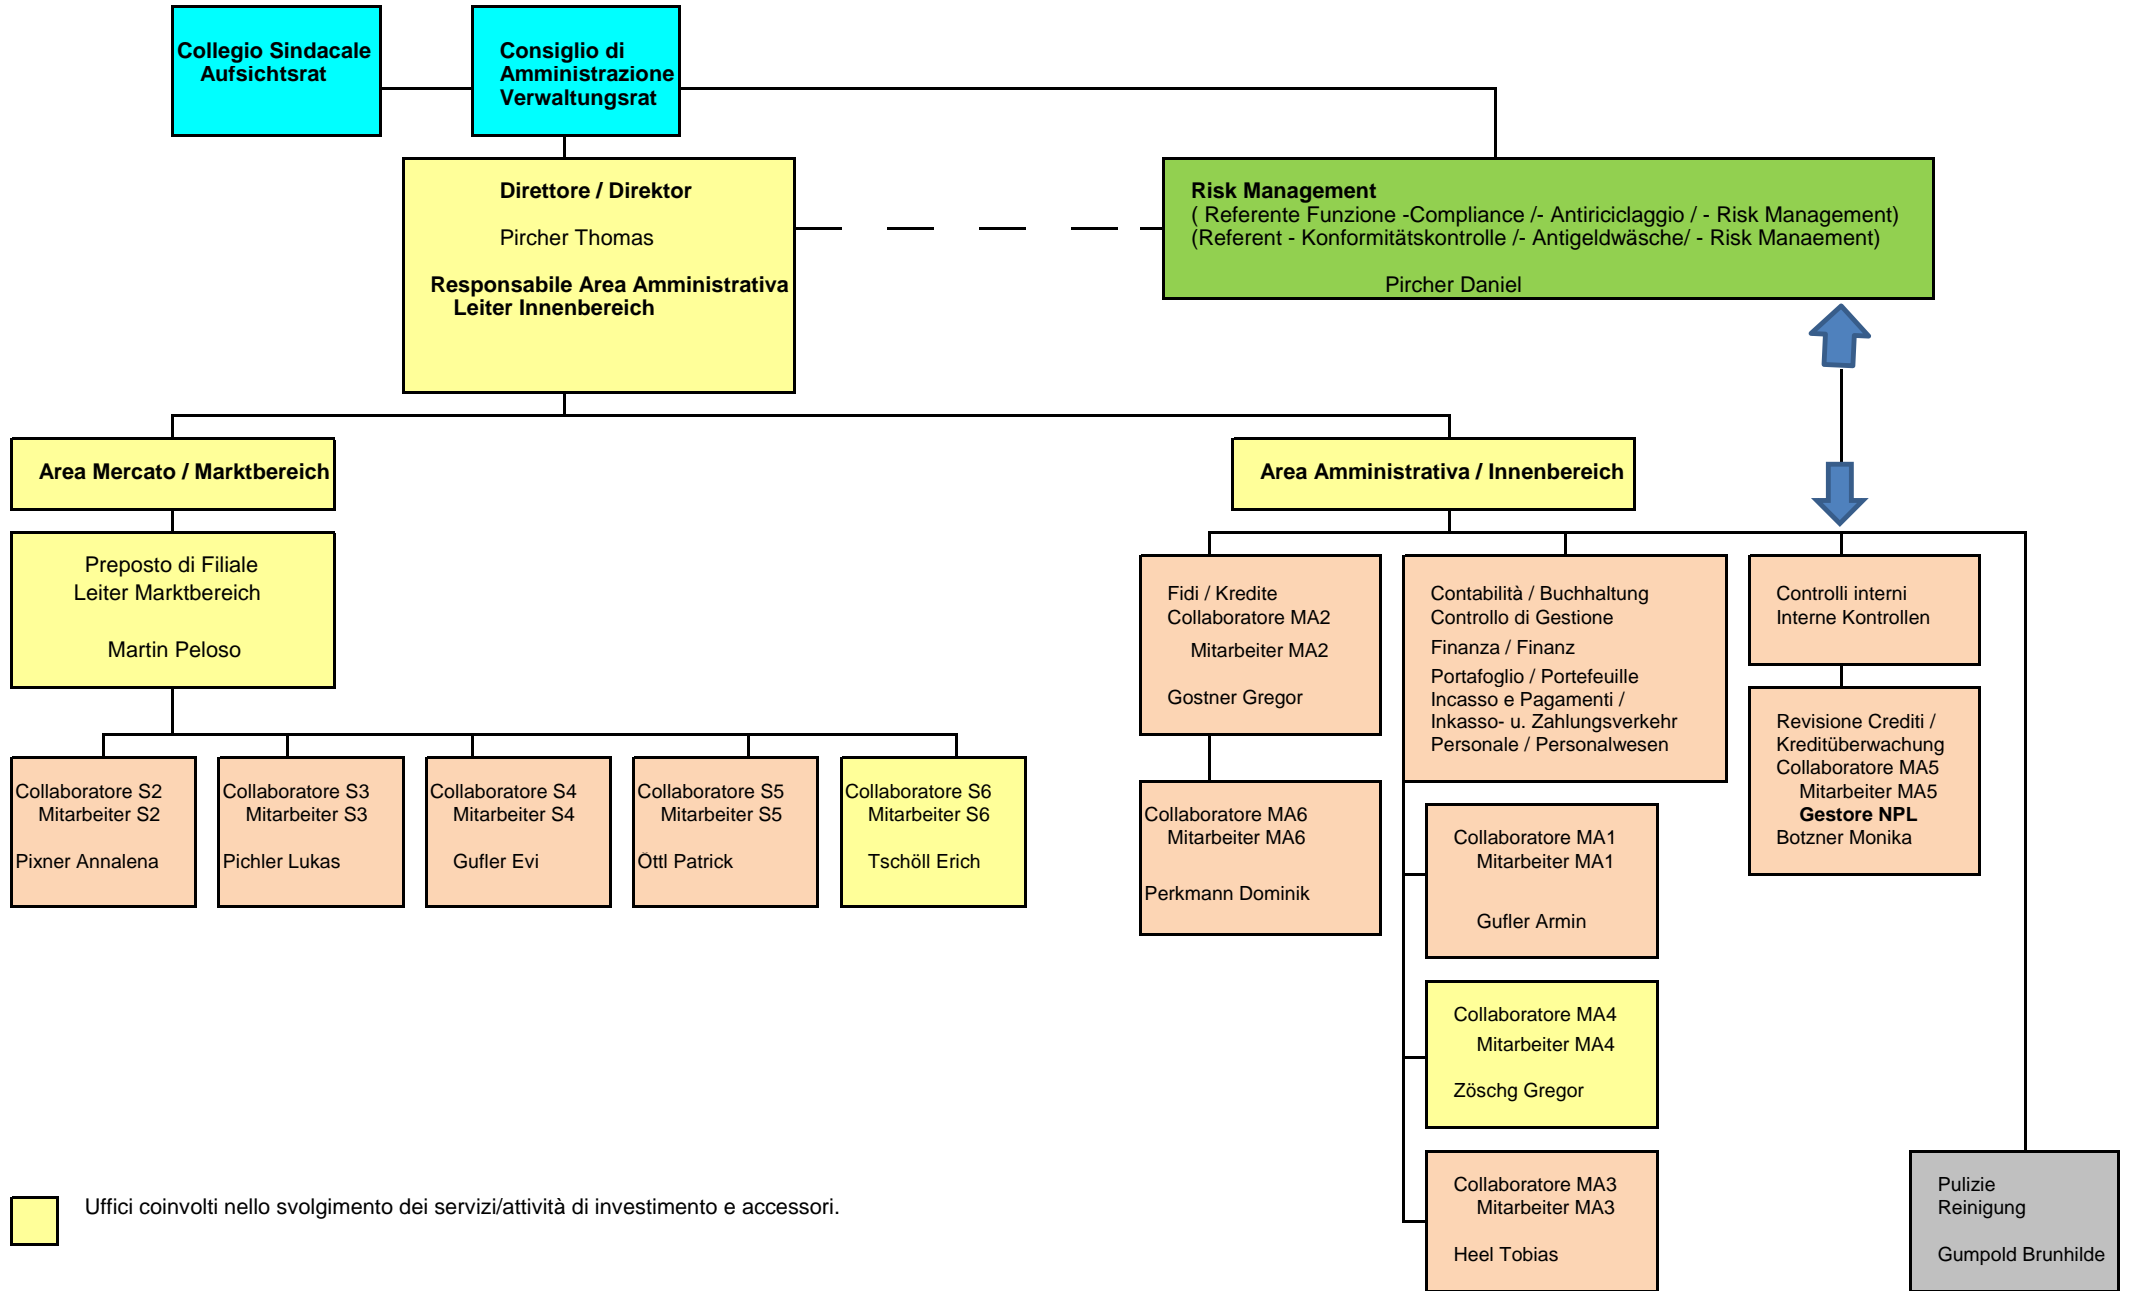 Collegio Sindacale
Aufsichtsrat
Consiglio di
Amministrazione
Verwaltungsrat
Direttore / Direktor
Pircher Thomas
Responsabile Area Amministrativa
Leiter Innenbereich
Risk Management
( Referente Funzione -Compliance /- Antiriciclaggio / - Risk Management)
(Referent - Konformitätskontrolle /- Antigeldwäsche/ - Risk Manaement)
Pircher Daniel
Area Mercato / Marktbereich
Area Amministrativa / Innenbereich
Preposto di Filiale
Leiter Marktbereich
Martin Peloso
Fidi / Kredite
Collaboratore MA2
Mitarbeiter MA2
Gostner Gregor
Contabilità / Buchhaltung
Controllo di Gestione
Finanza / Finanz
Portafoglio / Portefeuille
Incasso e Pagamenti /
Inkasso- u. Zahlungsverkehr
Personale / Personalwesen
Controlli interni
Interne Kontrollen
Revisione Crediti /
Kreditüberwachung
Collaboratore MA5
Mitarbeiter MA5
Gestore NPL
Botzner Monika
Collaboratore S2
Mitarbeiter S2
Pixner Annalena
Collaboratore S3
Mitarbeiter S3
Pichler Lukas
Collaboratore S4
Mitarbeiter S4
Gufler Evi
Collaboratore S5
Mitarbeiter S5
Öttl Patrick
Collaboratore S6
Mitarbeiter S6
Tschöll Erich
Collaboratore MA6
Mitarbeiter MA6
Perkmann Dominik
Collaboratore MA1
Mitarbeiter MA1
Gufler Armin
Collaboratore MA4
Mitarbeiter MA4
Zöschg Gregor
Collaboratore MA3
Mitarbeiter MA3
Heel Tobias
Pulizie
Reinigung
Gumpold Brunhilde
Uffici coinvolti nello svolgimento dei servizi/attività di investimento e accessori.